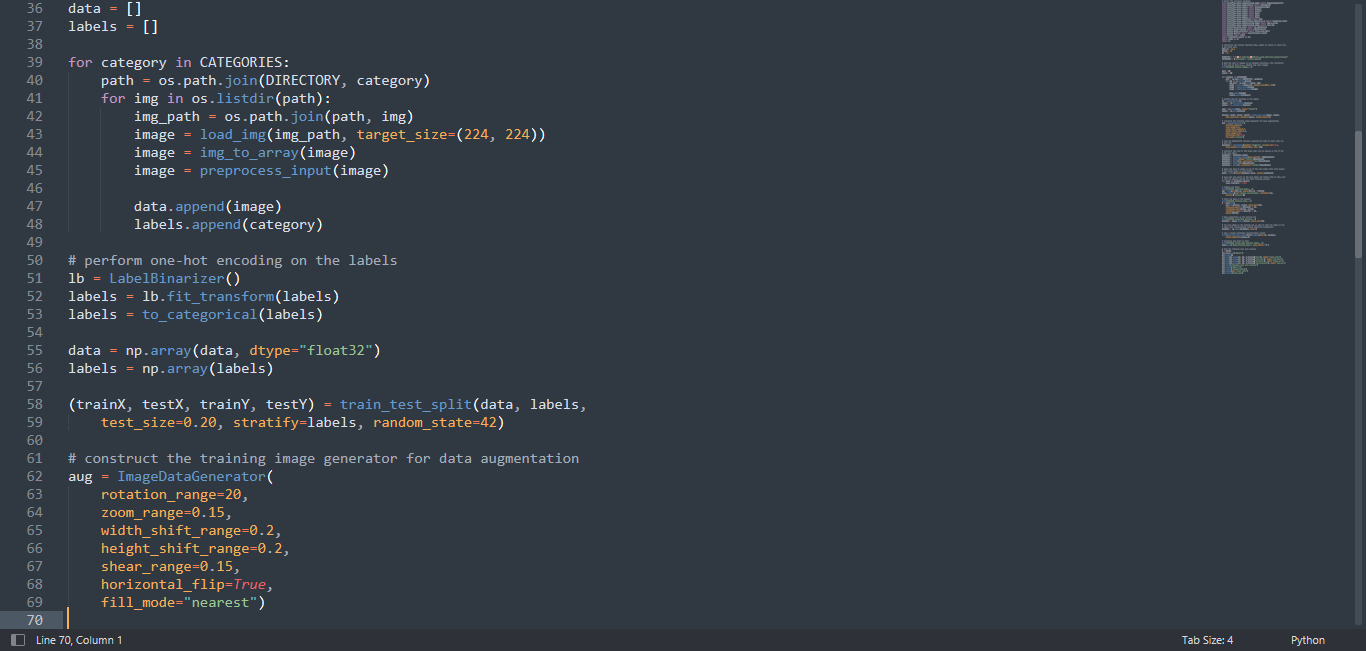 36 data = []
37 labels = []
38
39 for category in CATEGORIES:
40     path = os.path.join(DIRECTORY, category)
41     for img in os.listdir(path):
42         img_path = os.path.join(path, img)
43         image = load_img(img_path, target_size=(224, 224))
44         image = img_to_array(image)
45         image = preprocess_input(image)
46
47         data.append(image)
48         labels.append(category)
49
50 # perform one-hot encoding on the labels
51 lb = LabelBinarizer()
52 labels = lb.fit_transform(labels)
53 labels = to_categorical(labels)
54
55 data = np.array(data, dtype="float32")
56 labels = np.array(labels)
57
58 (trainX, testX, trainY, testY) = train_test_split(data, labels,
59     test_size=0.20, stratify=labels, random_state=42)
60
61 # construct the training image generator for data augmentation
62 aug = ImageDataGenerator(
63     rotation_range=20,
64     zoom_range=0.15,
65     width_shift_range=0.2,
66     height_shift_range=0.2,
67     shear_range=0.15,
68     horizontal_flip=True,
69     fill_mode="nearest")
70
Line 70, Column 1 Tab Size: 4 Python